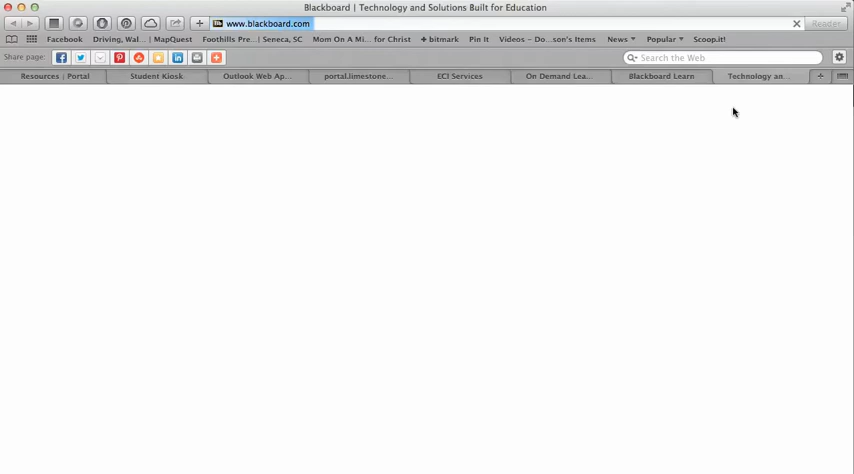 Blackboard | Technology and Solutions Built for Education
www.blackboard.com Reader
Facebook Driving, Wal... | MapQuest Foothills Pre...| Seneca, SC Mom On A Mi... for Christ + bitmark Pin It Videos – Do...son's Items News Popular Scoop.it!
Share page: Search the Web
Resources | Portal Student Kiosk Outlook Web Ap... portal.limestone... ECI Services On Demand Lea... Blackboard Learn Technology an...